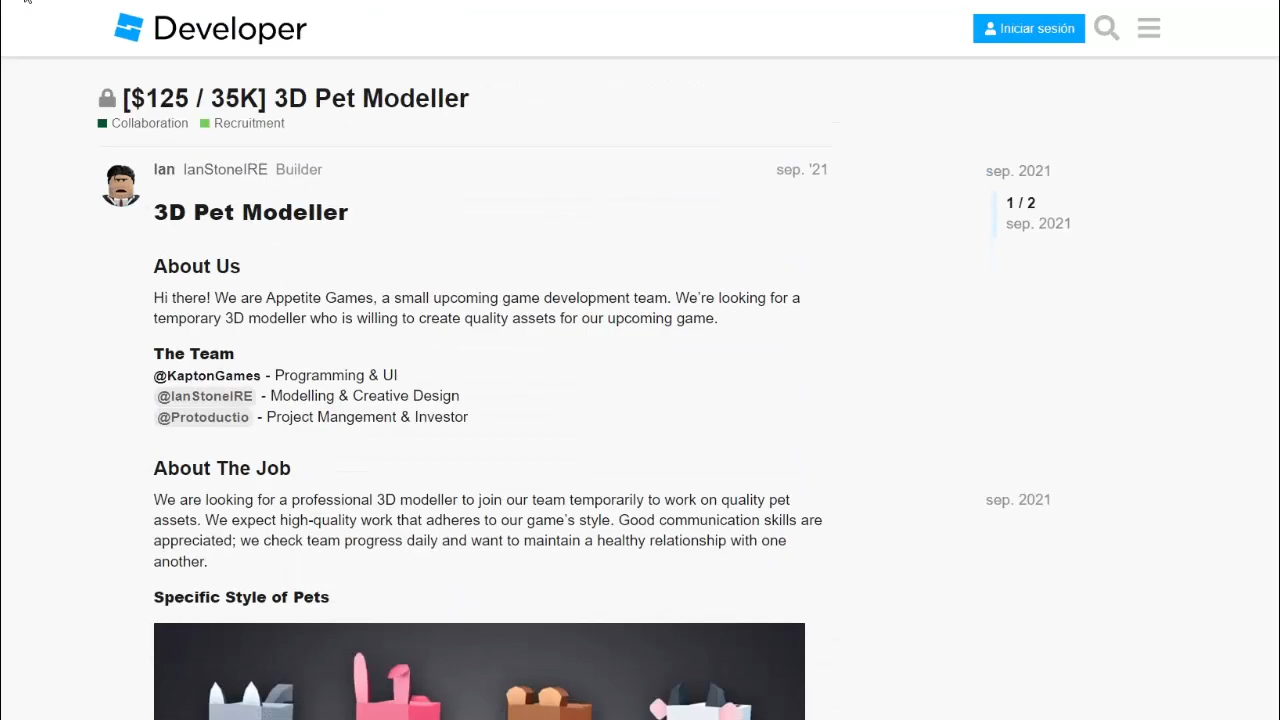 Developer
Iniciar sesión
[$125 / 35K] 3D Pet Modeller
Collaboration Recruitment
Ian IanStoneIRE Builder sep. '21
sep. 2021
1 / 2
sep. 2021
3D Pet Modeller
About Us
Hi there! We are Appetite Games, a small upcoming game development team. We're looking for a
temporary 3D modeller who is willing to create quality assets for our upcoming game.
The Team
@KaptonGames - Programming & UI
@IanStoneIRE - Modelling & Creative Design
@Protoductio - Project Mangement & Investor
About The Job
We are looking for a professional 3D modeller to join our team temporarily to work on quality pet
assets. We expect high-quality work that adheres to our game's style. Good communication skills are
appreciated; we check team progress daily and want to maintain a healthy relationship with one
another.
sep. 2021
Specific Style of Pets